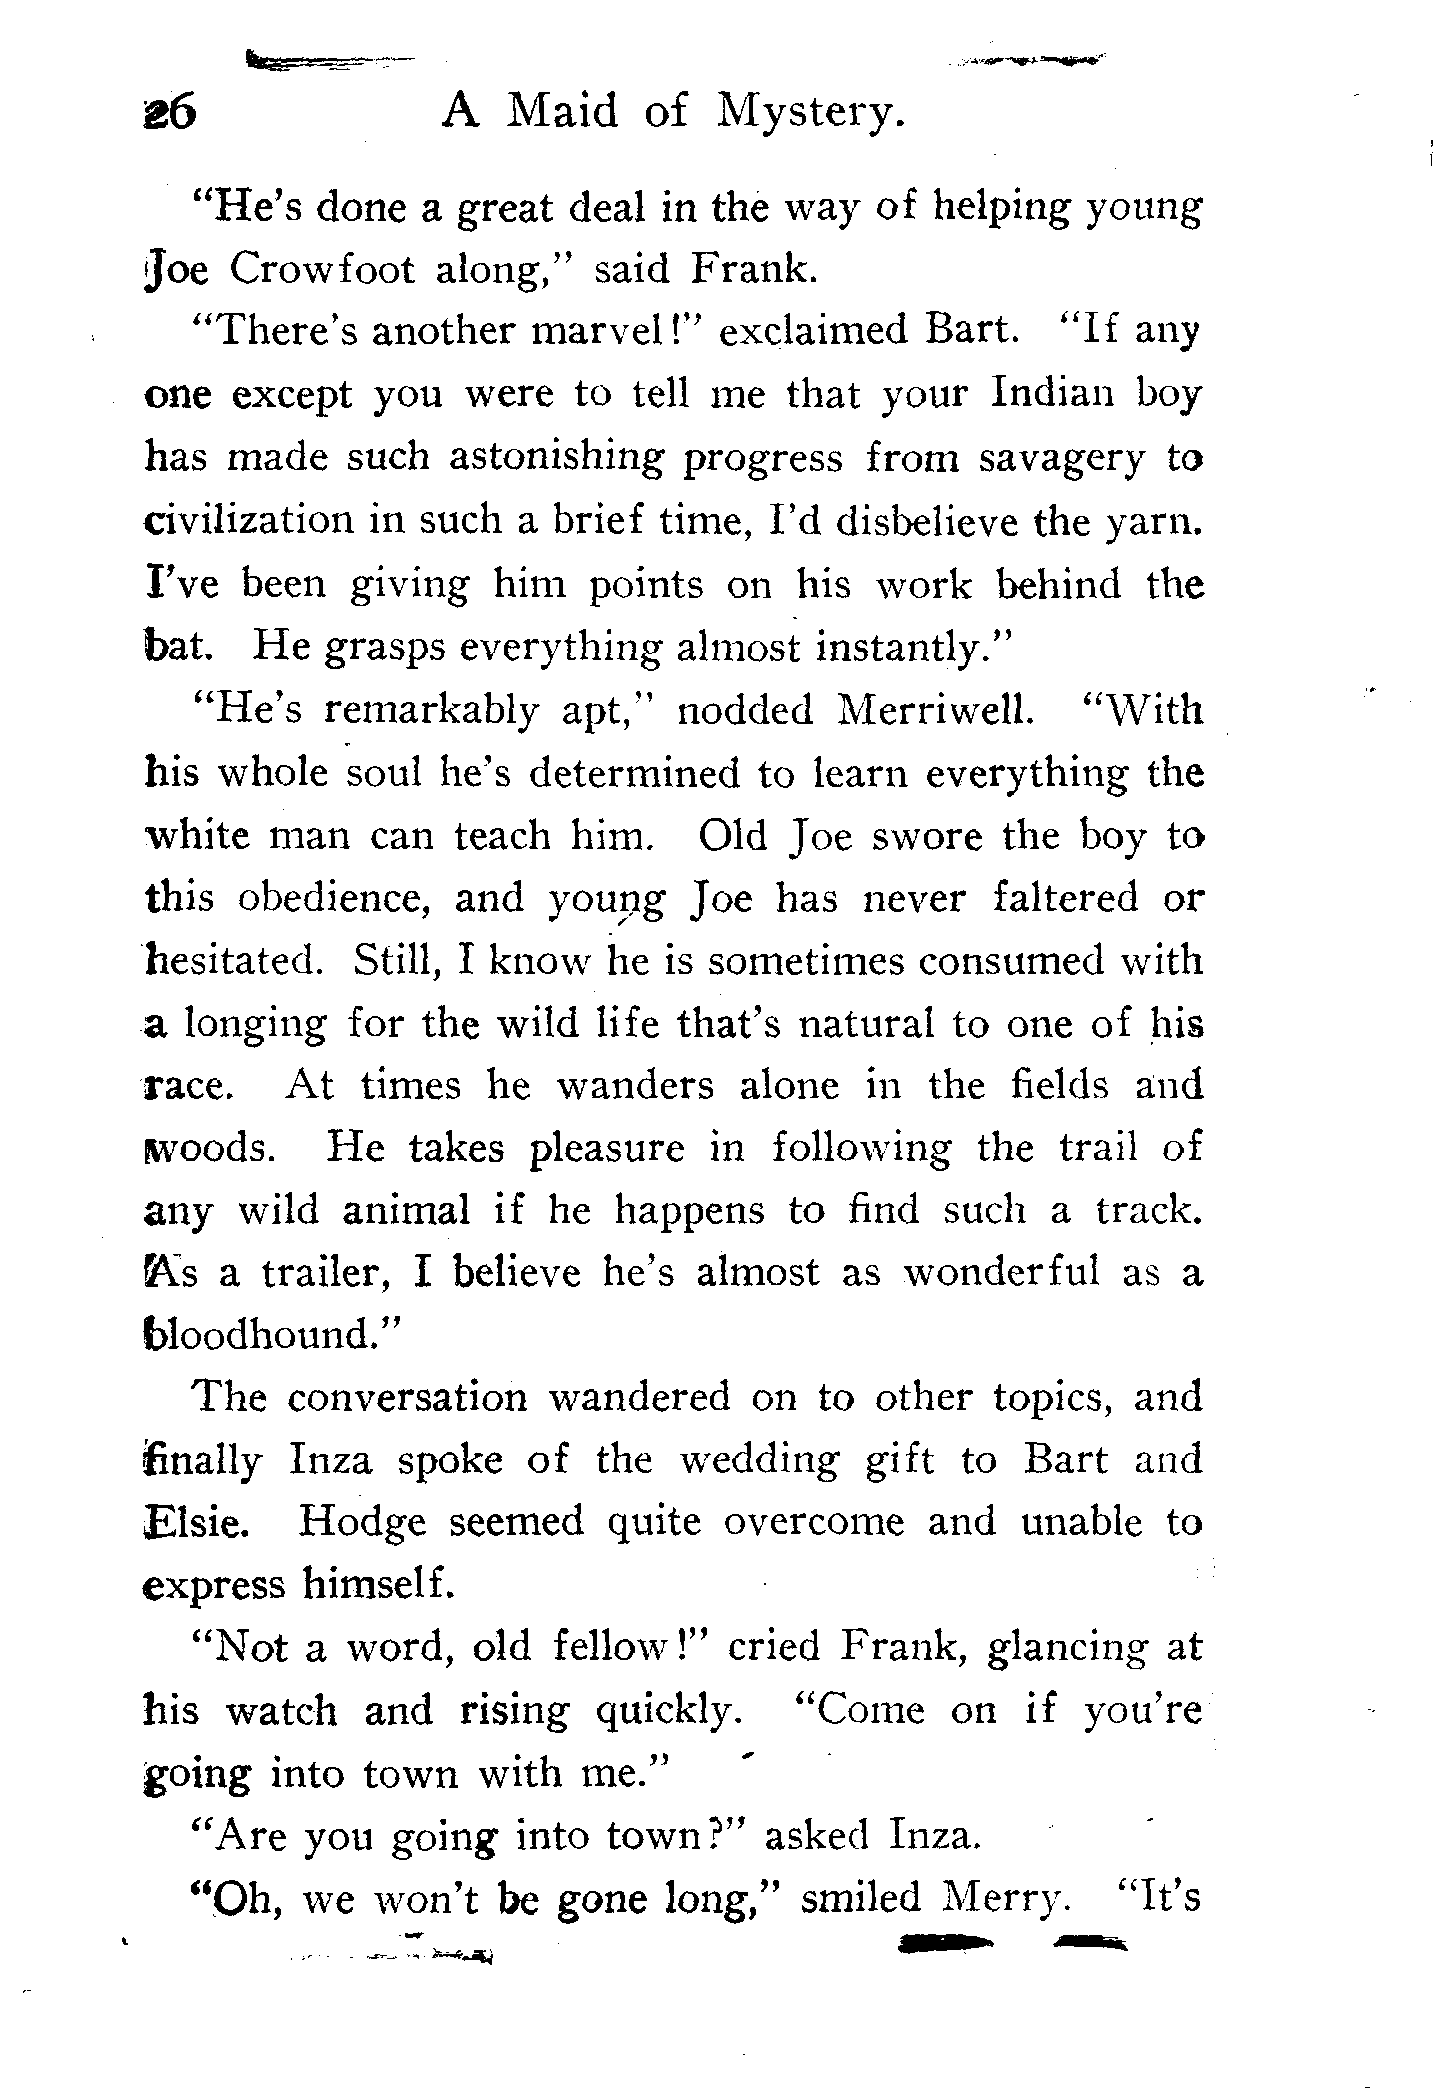 26 A Maid of Mystery.
“He’s done a great deal in the way of helping young
Joe Crowfoot along,” said Frank.
“There’s another marvel!” exclaimed Bart. “If any
one except you were to tell me that your Indian boy
has made such astonishing progress from savagery to
civilization in such a brief time, I’d disbelieve the yarn.
I’ve been giving him points on his work behind the
bat. He grasps everything almost instantly.”
“He’s remarkably apt,” nodded Merriwell. “With
his whole soul he’s determined to learn everything the
white man can teach him. Old Joe swore the boy to
this obedience, and young Joe has never faltered or
hesitated. Still, I know he is sometimes consumed with
a longing for the wild life that’s natural to one of his
race. At times he wanders alone in the fields and
woods. He takes pleasure in following the trail of
any wild animal if he happens to find such a track.
As a trailer, I believe he’s almost as wonderful as a
bloodhound.”
The conversation wandered on to other topics, and
finally Inza spoke of the wedding gift to Bart and
Elsie. Hodge seemed quite overcome and unable to
express himself.
“Not a word, old fellow!” cried Frank, glancing at
his watch and rising quickly. “Come on if you’re
going into town with me.”
“Are you going into town?” asked Inza.
“Oh, we won’t be gone long,” smiled Merry. “It’s